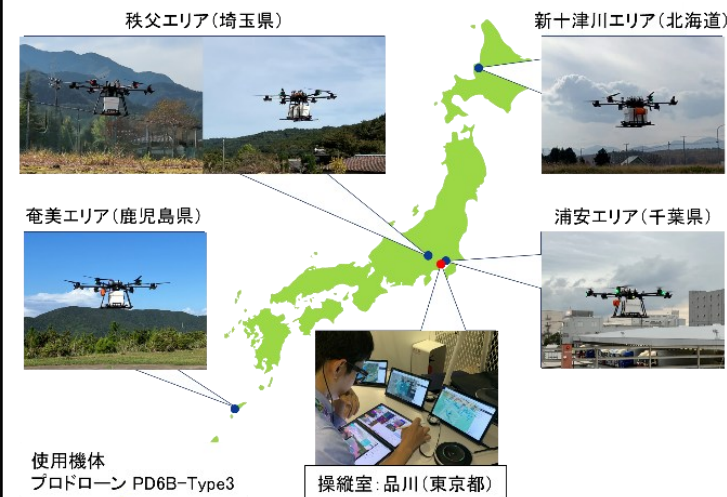 秩父エリア(埼玉県)
新十津川エリア(北海道)
奄美エリア(鹿児島県)
浦安エリア(千葉県)
使用機体
プロドローン PD6B-Type3
操縦室:品川(東京都)